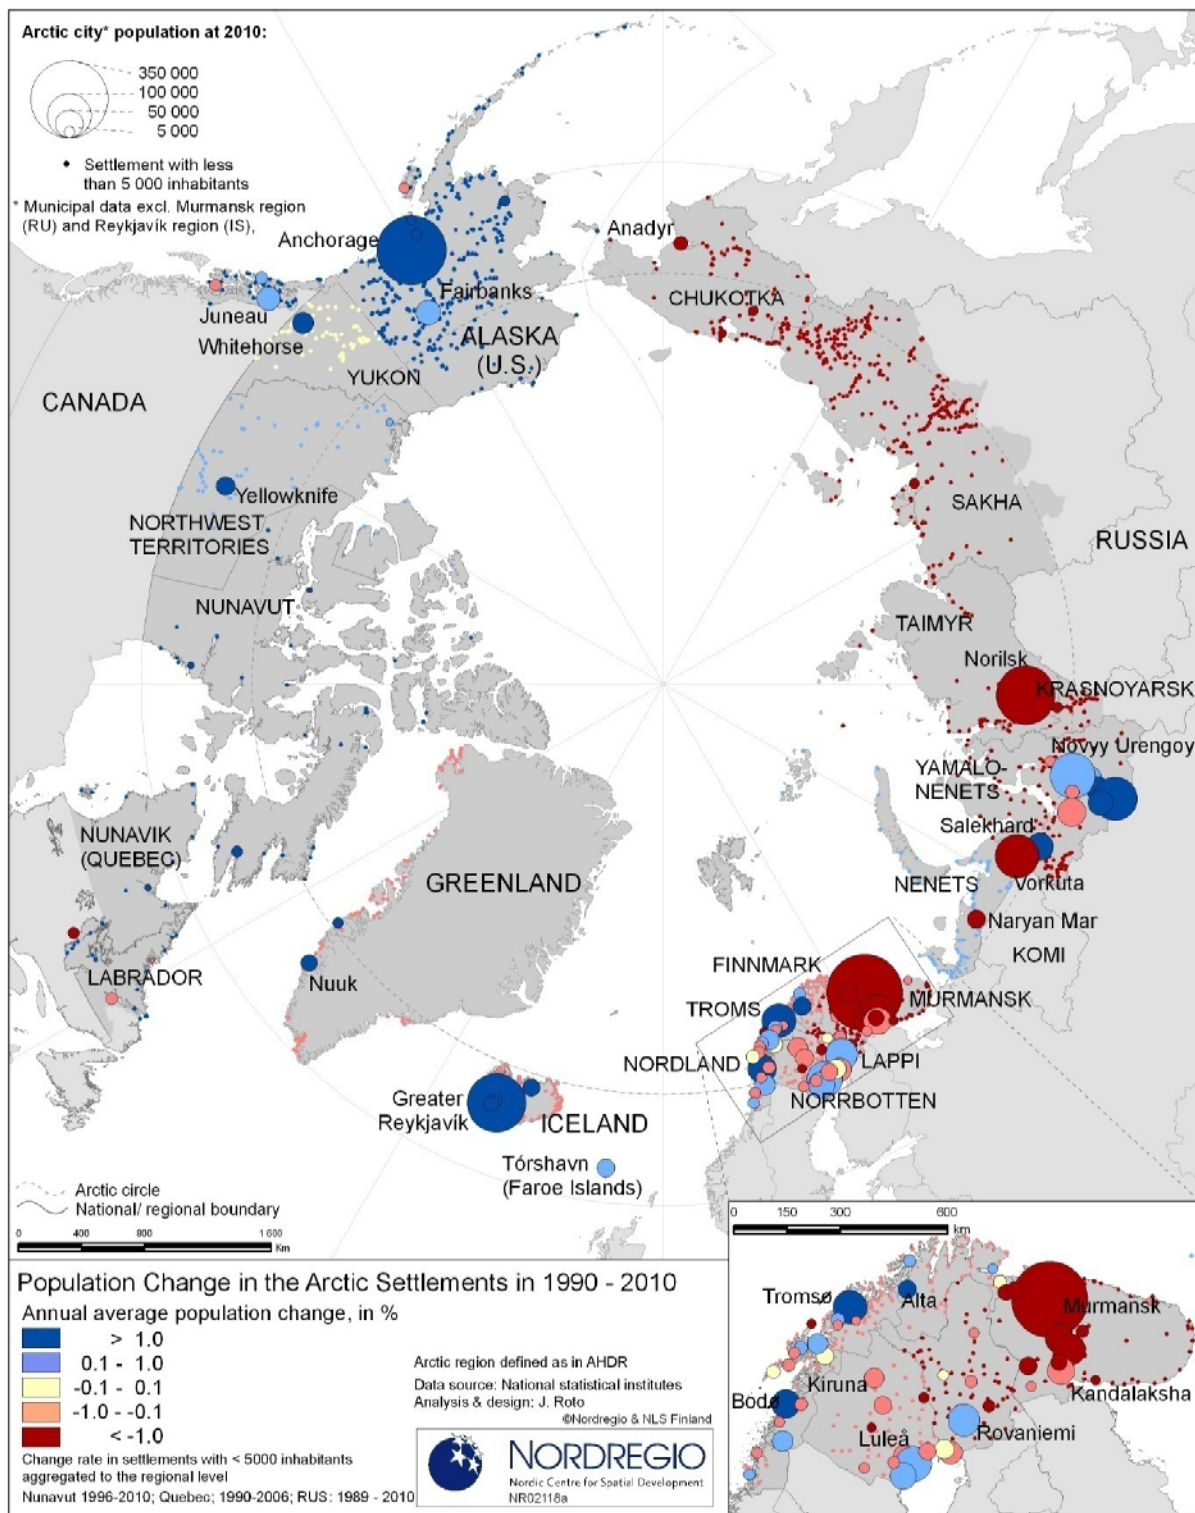 Arctic city* population at 2010:
350 000
100 000
50 000
5 000
Settlement with less
than 5 000 inhabitants
* Municipal data excl. Murmansk region
(RU) and Reykjavík region (IS),
Anchorage
Fairbanks
Juneau
Whitehorse
ALASKA
(U.S.)
YUKON
CANADA
Yellowknife
NORTHWEST
TERRITORIES
NUNAVUT
NUNAVIK
(QUEBEC)
LABRADOR
GREENLAND
Nuuk
Greater
Reykjavík
ICELAND
Tórshavn
(Faroe Islands)
Anadyr
CHUKOTKA
SAKHA
RUSSIA
TAIMYR
Norilsk
KRASNOYARSK
Novyy Urengoy
YAMALO-
NENETS
Salekhard
NENETS
Vorkuta
Naryan Mar
KOMI
FINNMARK
MURMANSK
TROMS
NORDLAND
LAPPI
NORRBOTTEN
Arctic circle
National/ regional boundary
0 400 800 1 600
Km
0 150 300 600
km
Tromsø
Alta
Murmansk
Kiruna
Kandalaksha
Bodø
Rovaniemi
Luleå
Population Change in the Arctic Settlements in 1990 - 2010
Annual average population change, in %
> 1.0
0.1 - 1.0
-0.1 - 0.1
-1.0 - -0.1
< -1.0
Change rate in settlements with < 5000 inhabitants
aggregated to the regional level
Nunavut 1996-2010; Quebec; 1990-2006; RUS: 1989 - 2010
Arctic region defined as in AHDR
Data source: National statistical institutes
Analysis & design: J. Roto
©Nordregio & NLS Finland
NORDREGIO
Nordic Centre for Spatial Development
NR02118a